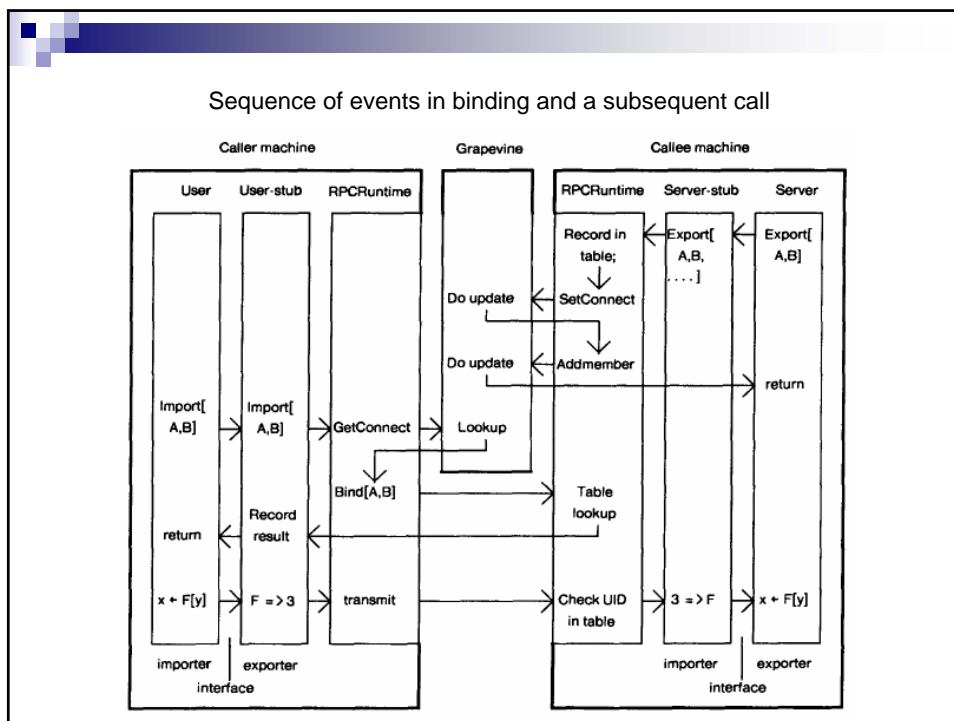 Sequence of events in binding and a subsequent call
Caller machine Grapevine Callee machine
User User-stub RPCRuntime RPCRuntime Server-stub Server
Record in Export[ Export[
table; A,B, A,B]
....]
Do update SetConnect
Do update Addmember
return
Import[ Import[
A,B] A,B] GetConnect Lookup
Bind[A,B] Table
lookup
Record
return result
x ← F[y] F =>3 transmit Check UID 3 =>F x ← F[y]
in table
importer exporter importer exporter
interface interface